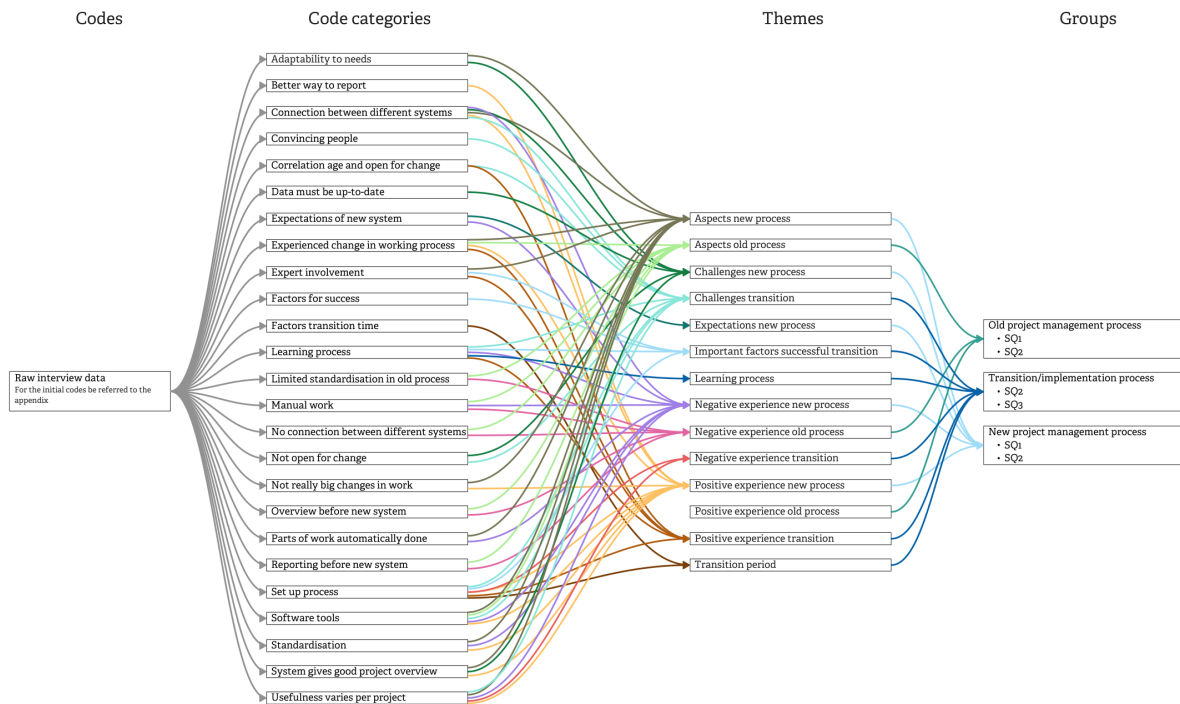 Codes
Code categories
Themes
Groups
Raw interview data
For the initial codes be referred to the
appendix
Adaptability to needs
Better way to report
Connection between different systems
Convincing people
Correlation age and open for change
Data must be up-to-date
Expectations of new system
Experienced change in working process
Expert involvement
Factors for success
Factors transition time
Learning process
Limited standardisation in old process
Manual work
No connection between different systems
Not open for change
Not really big changes in work
Overview before new system
Parts of work automatically done
Reporting before new system
Set up process
Software tools
Standardisation
System gives good project overview
Usefulness varies per project
Aspects new process
Aspects old process
Challenges new process
Challenges transition
Expectations new process
Important factors successful transition
Learning process
Negative experience new process
Negative experience old process
Negative experience transition
Positive experience new process
Positive experience old process
Positive experience transition
Transition period
Old project management process
• SQ1
• SQ2
Transition/implementation process
• SQ2
• SQ3
New project management process
• SQ1
• SQ2